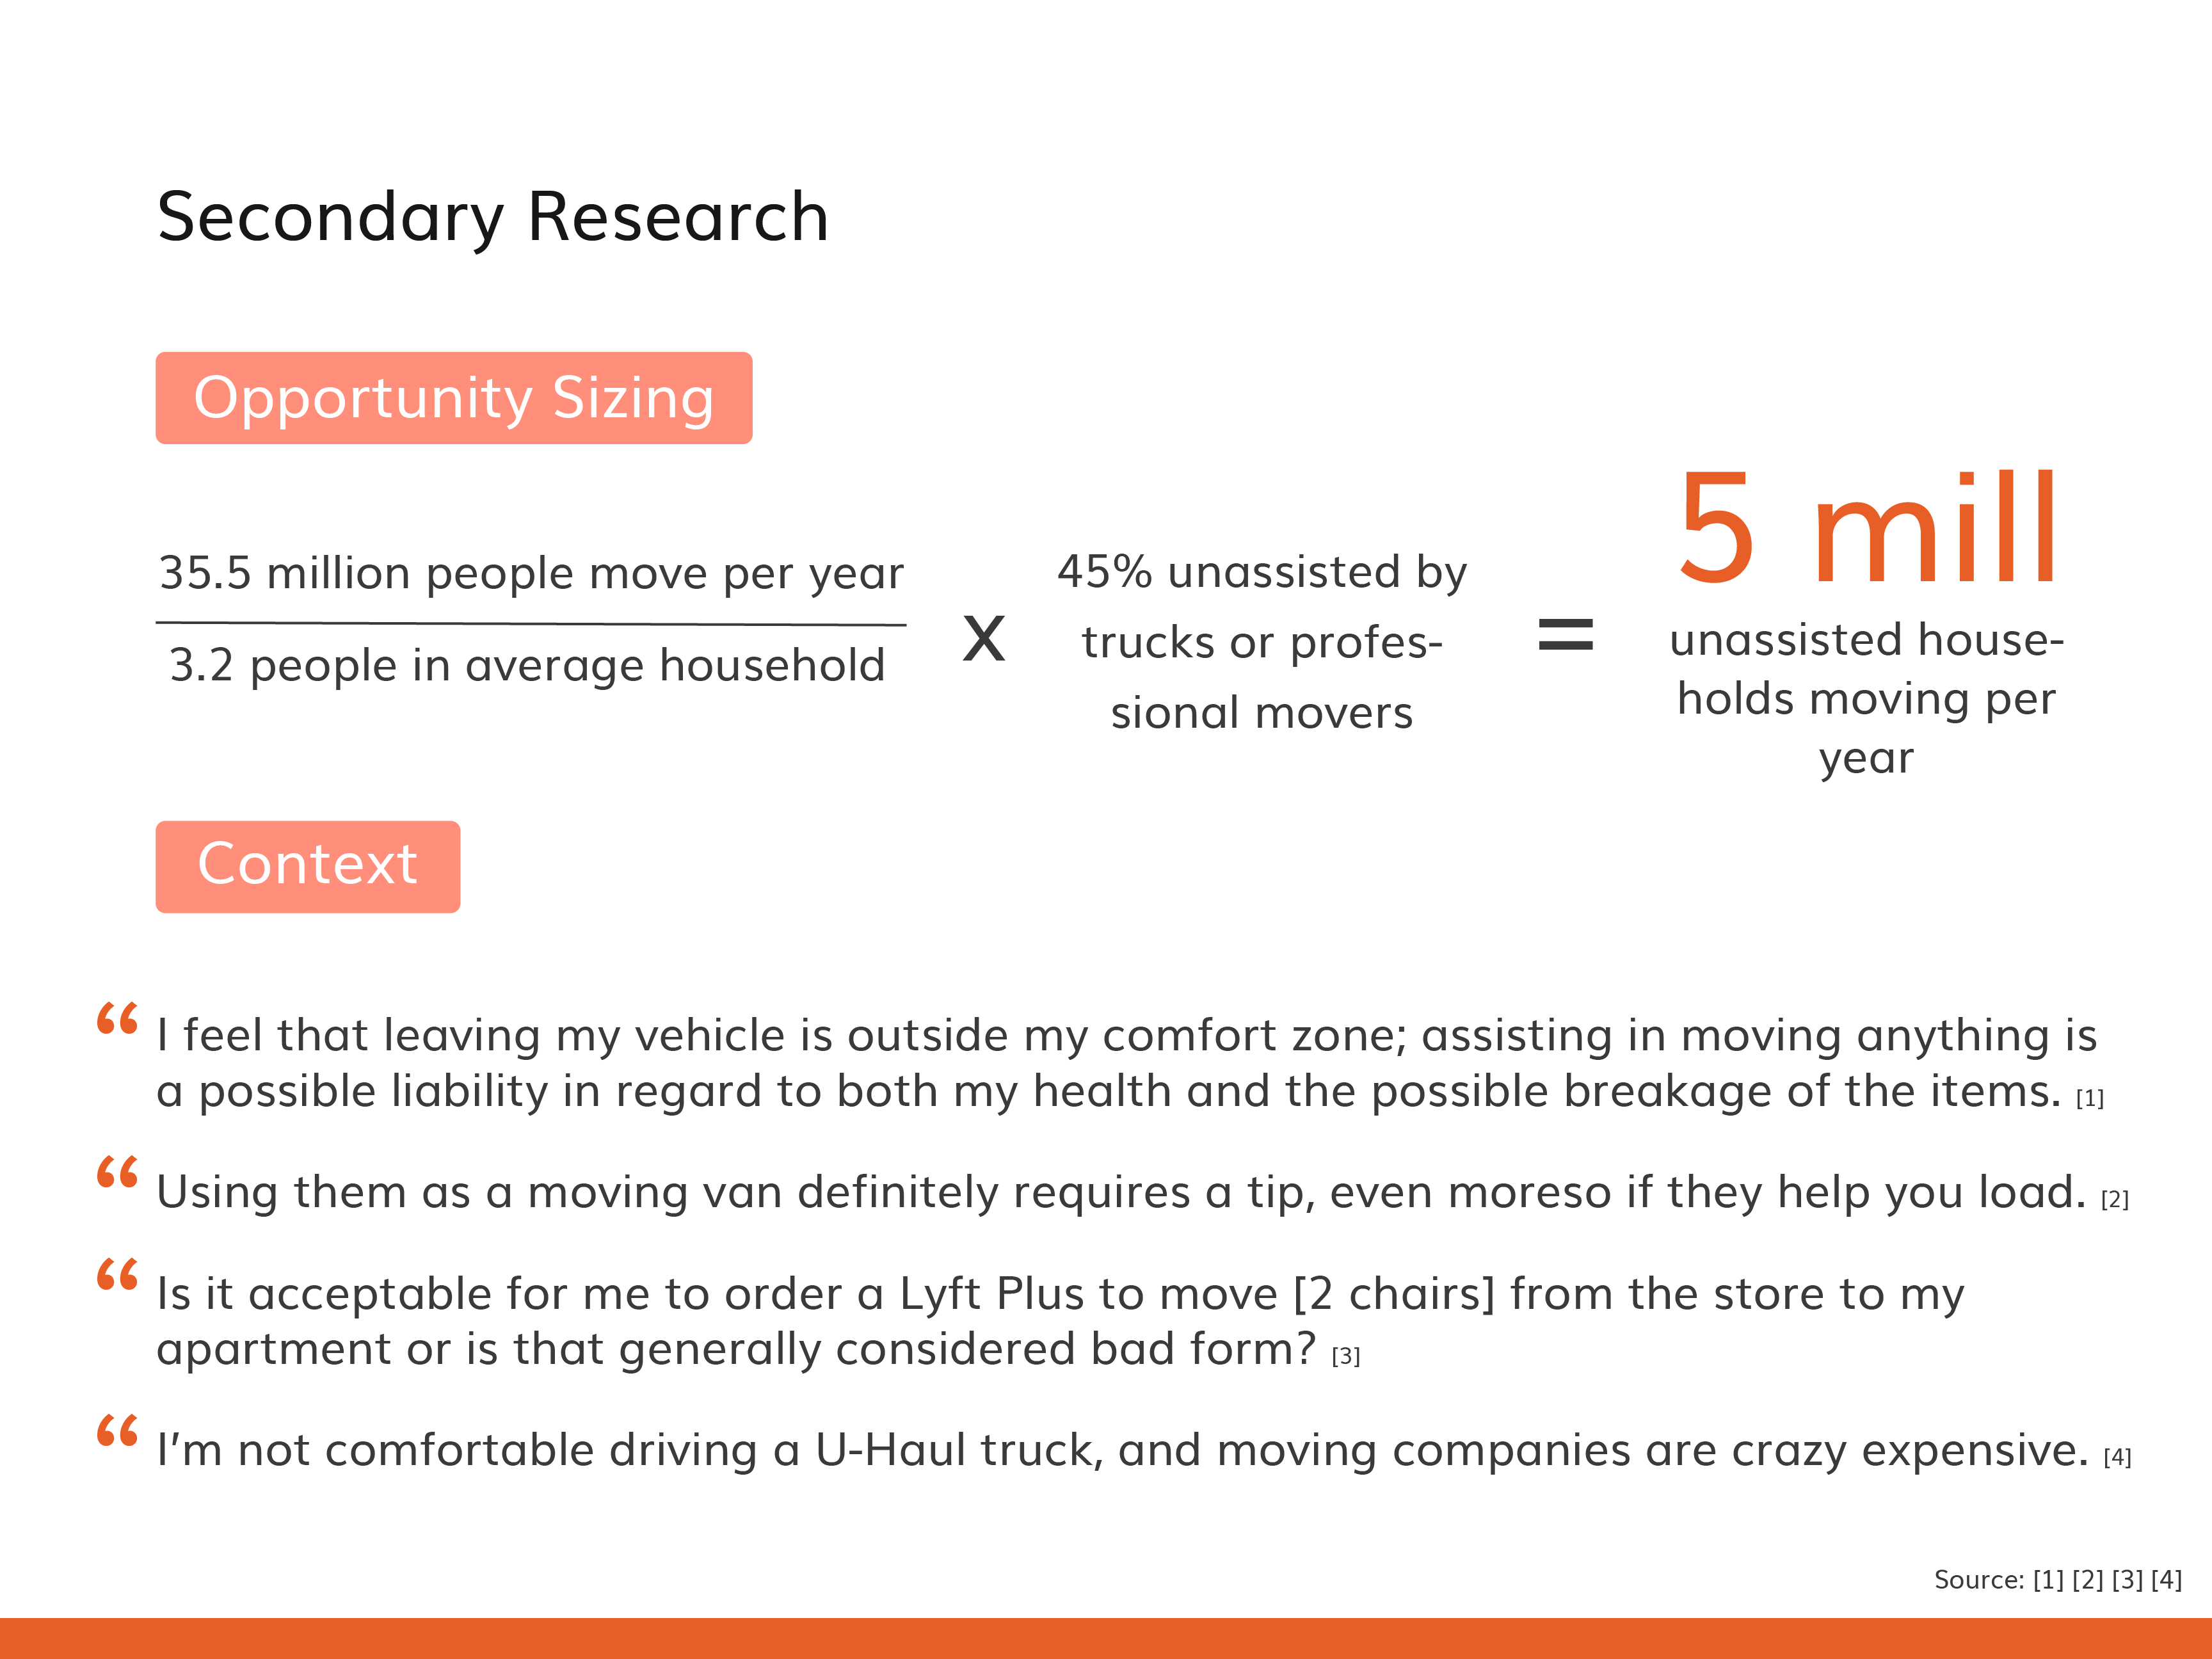 Secondary Research
Opportunity Sizing
35.5 million people move per year
3.2 people in average household
x
45% unassisted by
trucks or profes-
sional movers
=
5 mill
unassisted house-
holds moving per
year
Context
“ I feel that leaving my vehicle is outside my comfort zone; assisting in moving anything is
a possible liability in regard to both my health and the possible breakage of the items. [1]
“ Using them as a moving van definitely requires a tip, even moreso if they help you load. [2]
“ Is it acceptable for me to order a Lyft Plus to move [2 chairs] from the store to my
apartment or is that generally considered bad form? [3]
“ I’m not comfortable driving a U-Haul truck, and moving companies are crazy expensive. [4]
Source: [1] [2] [3] [4]